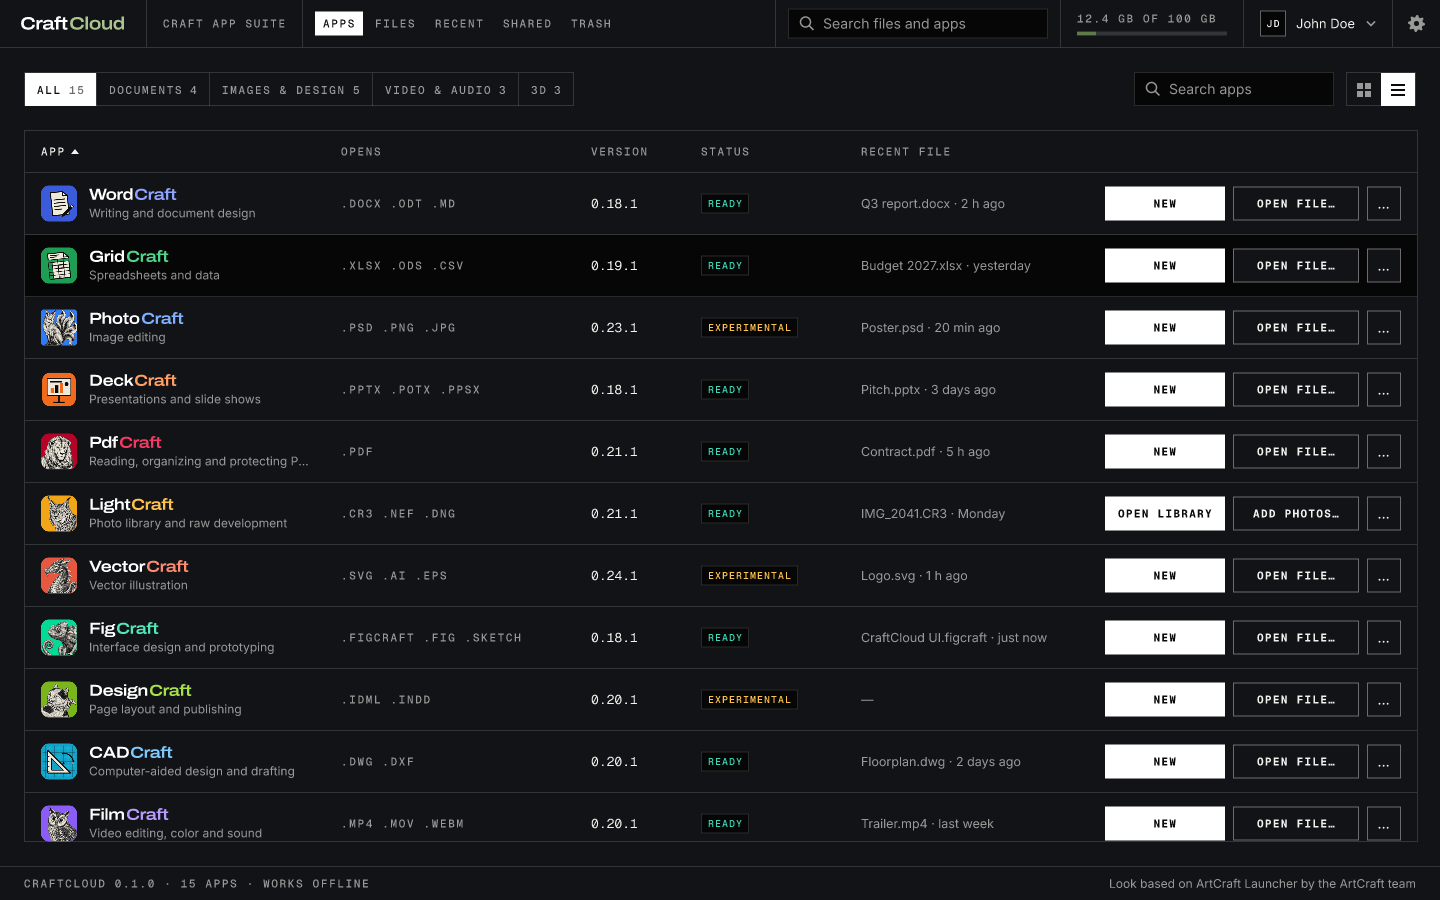 CraftCloud CRAFT APP SUITE APPS FILES RECENT SHARED TRASH Search files and apps 12.4 GB OF 100 GB JD John Doe
ALL 15 DOCUMENTS 4 IMAGES & DESIGN 5 VIDEO & AUDIO 3 3D 3 Search apps
APP OPENS VERSION STATUS RECENT FILE
WordCraft
Writing and document design
.DOCX .ODT .MD 0.18.1 READY Q3 report.docx · 2 h ago NEW OPEN FILE… …
GridCraft
Spreadsheets and data
.XLSX .ODS .CSV 0.19.1 READY Budget 2027.xlsx · yesterday NEW OPEN FILE… …
PhotoCraft
Image editing
.PSD .PNG .JPG 0.23.1 EXPERIMENTAL Poster.psd · 20 min ago NEW OPEN FILE… …
DeckCraft
Presentations and slide shows
.PPTX .POTX .PPSX 0.18.1 READY Pitch.pptx · 3 days ago NEW OPEN FILE… …
PdfCraft
Reading, organizing and protecting P...
.PDF 0.21.1 READY Contract.pdf · 5 h ago NEW OPEN FILE… …
LightCraft
Photo library and raw development
.CR3 .NEF .DNG 0.21.1 READY IMG_2041.CR3 · Monday OPEN LIBRARY ADD PHOTOS… …
VectorCraft
Vector illustration
.SVG .AI .EPS 0.24.1 EXPERIMENTAL Logo.svg · 1 h ago NEW OPEN FILE… …
FigCraft
Interface design and prototyping
.FIGCRAFT .FIG .SKETCH 0.18.1 READY CraftCloud UI.figcraft · just now NEW OPEN FILE… …
DesignCraft
Page layout and publishing
.IDML .INDD 0.20.1 EXPERIMENTAL — NEW OPEN FILE… …
CADCraft
Computer-aided design and drafting
.DWG .DXF 0.20.1 READY Floorplan.dwg · 2 days ago NEW OPEN FILE… …
FilmCraft
Video editing, color and sound
.MP4 .MOV .WEBM 0.20.1 READY Trailer.mp4 · last week NEW OPEN FILE… …
CRAFTCLOUD 0.1.0 · 15 APPS · WORKS OFFLINE Look based on ArtCraft Launcher by the ArtCraft team